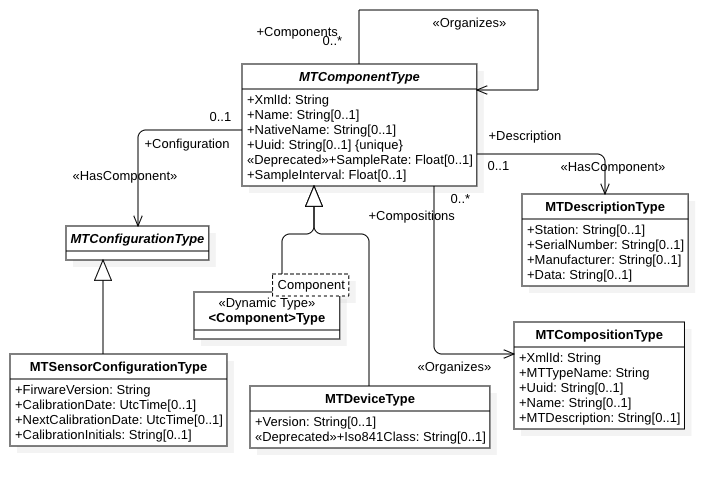 «Organizes»
+Components
0..*
MTComponentType
+XmlId: String
+Name: String[0..1]
+NativeName: String[0..1]
+Uuid: String[0..1] {unique}
«Deprecated»+SampleRate: Float[0..1]
+SampleInterval: Float[0..1]
0..1
+Configuration
«HasComponent»
+Description
0..1
«HasComponent»
0..*
+Compositions
MTConfigurationType
MTDescriptionType
+Station: String[0..1]
+SerialNumber: String[0..1]
+Manufacturer: String[0..1]
+Data: String[0..1]
Component
«Dynamic Type»
<Component>Type
«Organizes»
MTCompositionType
+XmlId: String
+MTTypeName: String
+Uuid: String[0..1]
+Name: String[0..1]
+MTDescription: String[0..1]
MTSensorConfigurationType
+FirwareVersion: String
+CalibrationDate: UtcTime[0..1]
+NextCalibrationDate: UtcTime[0..1]
+CalibrationInitials: String[0..1]
MTDeviceType
+Version: String[0..1]
«Deprecated»+Iso841Class: String[0..1]